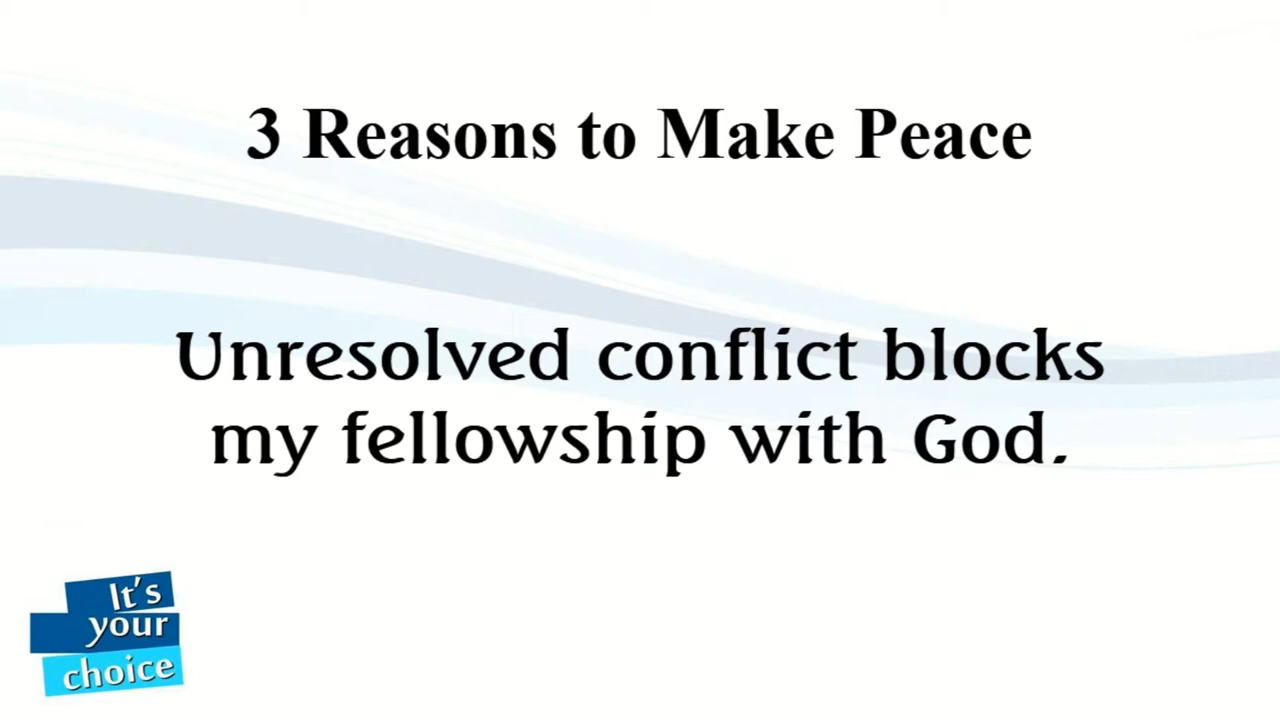 3 Reasons to Make Peace
Unresolved conflict blocks
my fellowship with God.
It's
your
choice